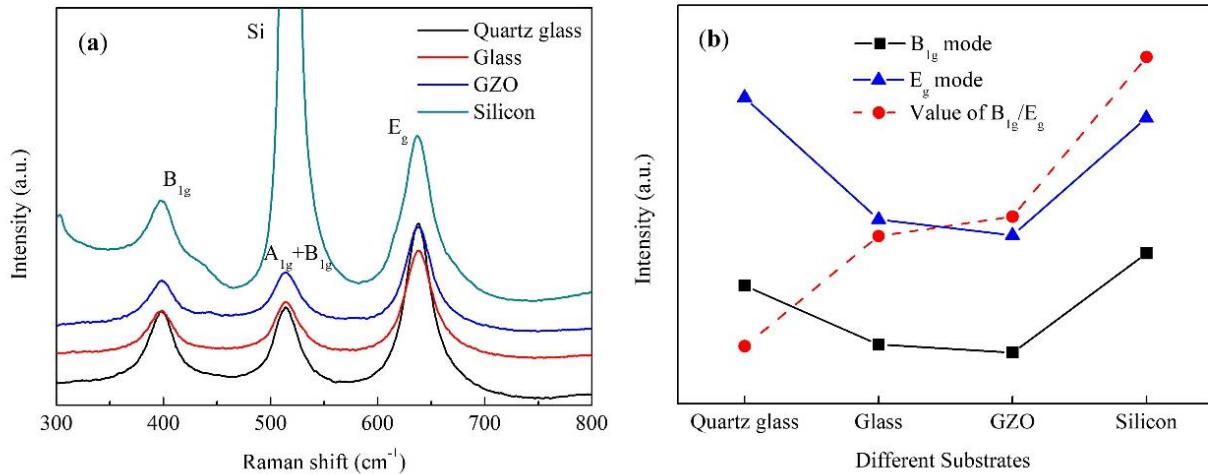 (a)
Si
Quartz glass
Glass
GZO
Silicon
B1g
Eg
A1g+B1g
Intensity (a.u.)
300 400 500 600 700 800
Raman shift (cm-1)
(b)
B1g mode
Eg mode
Value of B1g/Eg
Intensity (a.u.)
Quartz glass Glass GZO Silicon
Different Substrates